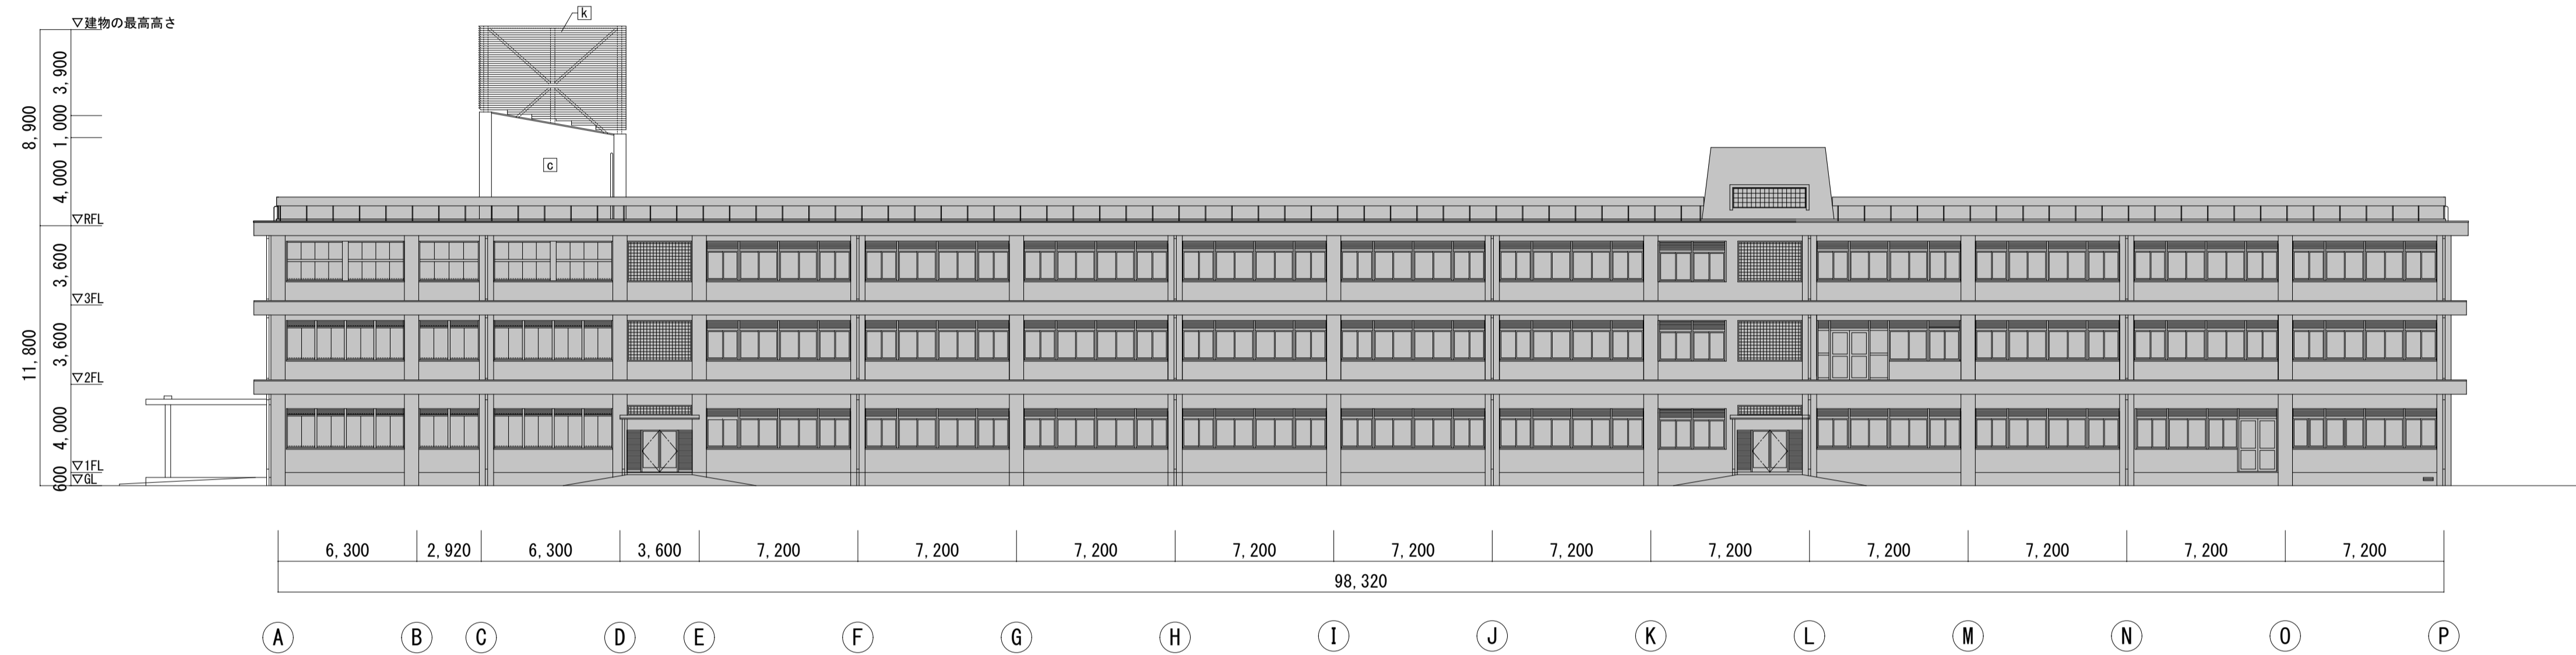 k
▽建物の最高高さ
3,900
8,900
1,000
c
4,000
▽RFL
3,600
▽3FL
11,800
3,600
▽2FL
4,000
▽1FL
600
▽GL
6,300 2,920 6,300 3,600 7,200 7,200 7,200 7,200 7,200 7,200 7,200 7,200 7,200 7,200 7,200
98,320
A B C D E F G H I J K L M N O P